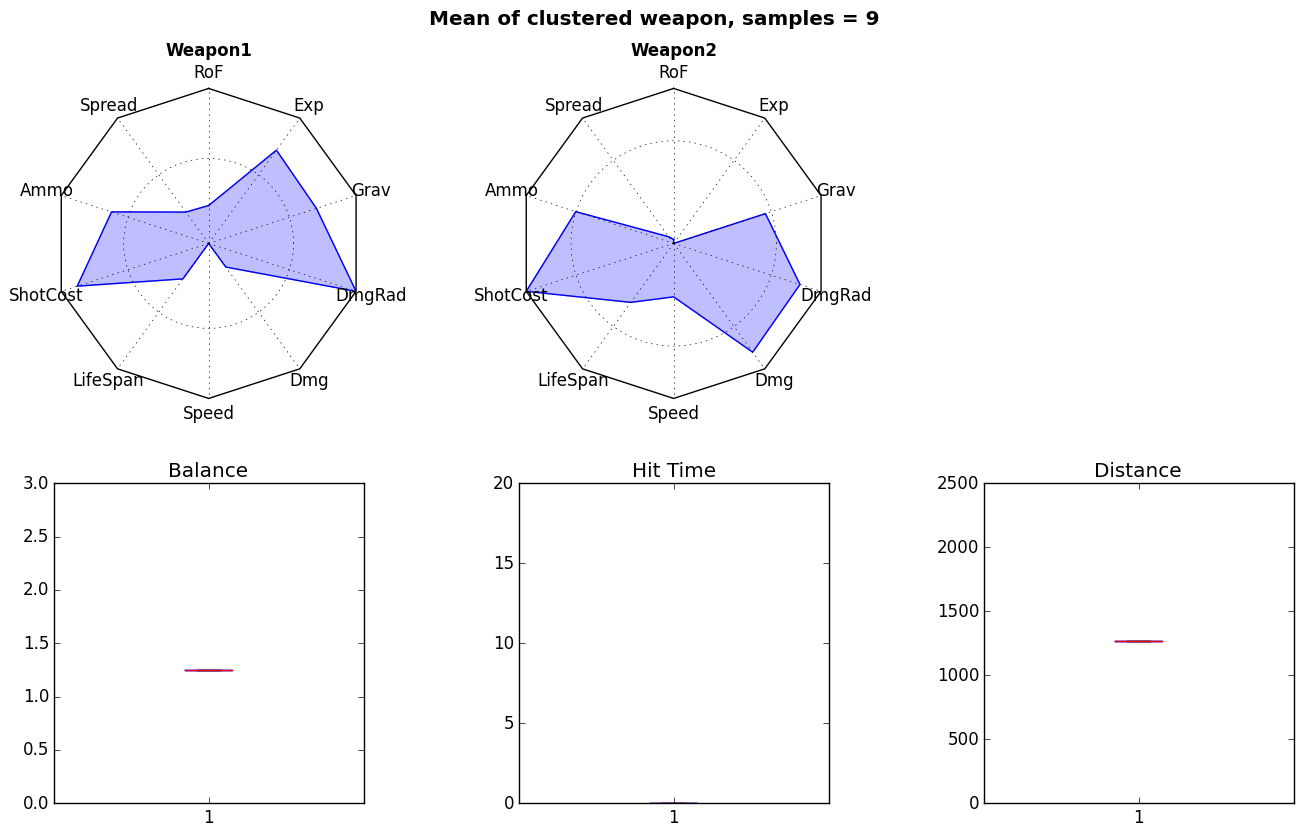 Mean of clustered weapon, samples = 9
Weapon1
RoF
Exp
Spread
Grav
Ammo
DmgRad
ShotCost
Dmg
LifeSpan
Speed
Weapon2
RoF
Exp
Spread
Grav
Ammo
DmgRad
ShotCost
Dmg
LifeSpan
Speed
Balance
3.0
2.5
2.0
1.5
1.0
0.5
0.0
1
Hit Time
20
15
10
5
0
1
Distance
2500
2000
1500
1000
500
0
1